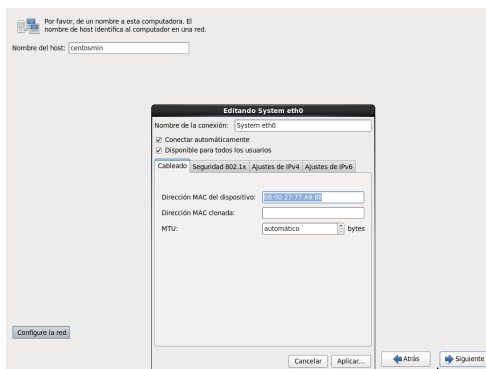 Por favor, de un nombre a esta computadora. El
nombre de host identifica al computador en una red.
Nombre del host: centosmin
Editando System eth0
Nombre de la conexión: System eth0
Conectar automáticamente
Disponible para todos los usuarios
Cableado Seguridad 802.1x Ajustes de IPv4 Ajustes de IPv6
Dirección MAC del dispositivo:
Dirección MAC clonada:
MTU: automático bytes
Configure la red
Cancelar Aplicar...
Atrás Siguiente